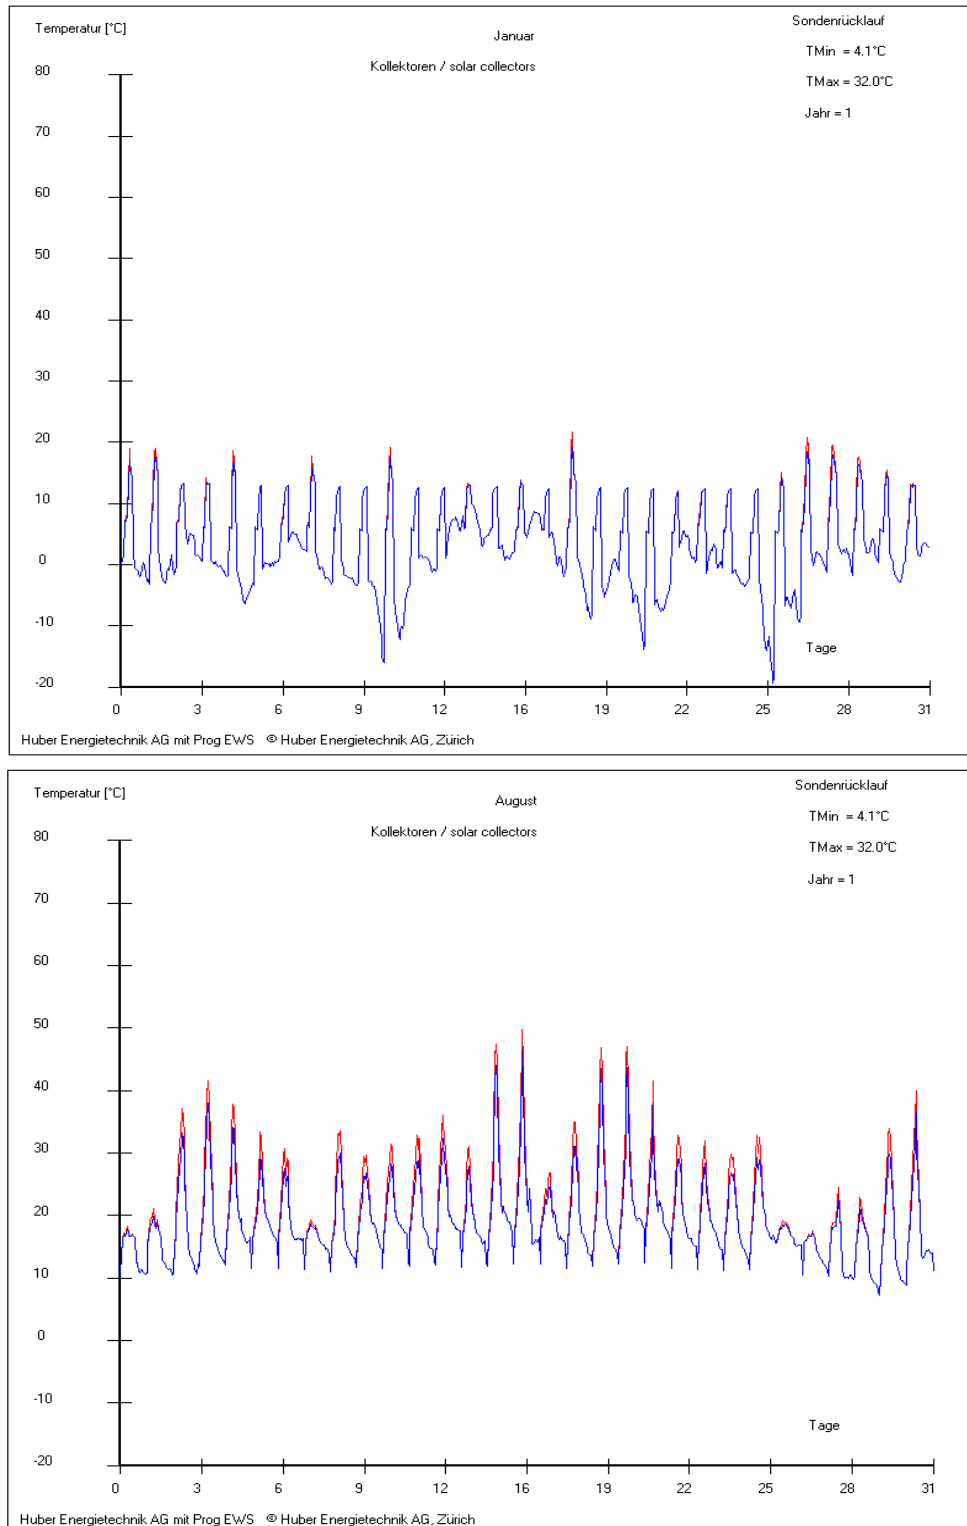 Temperatur [°C]
Januar
Sondenrücklauf
Kollektoren / solar collectors
TMin = 4.1°C
TMax = 32.0°C
Jahr = 1
80
70
60
50
40
30
20
10
0
-10
-20
Tage
0 3 6 9 12 16 19 22 25 28 31
Huber Energietechnik AG mit Prog EWS © Huber Energietechnik AG, Zürich
Temperatur [°C]
August
Sondenrücklauf
Kollektoren / solar collectors
TMin = 4.1°C
TMax = 32.0°C
Jahr = 1
80
70
60
50
40
30
20
10
0
-10
-20
Tage
0 3 6 9 12 16 19 22 25 28 31
Huber Energietechnik AG mit Prog EWS © Huber Energietechnik AG, Zürich